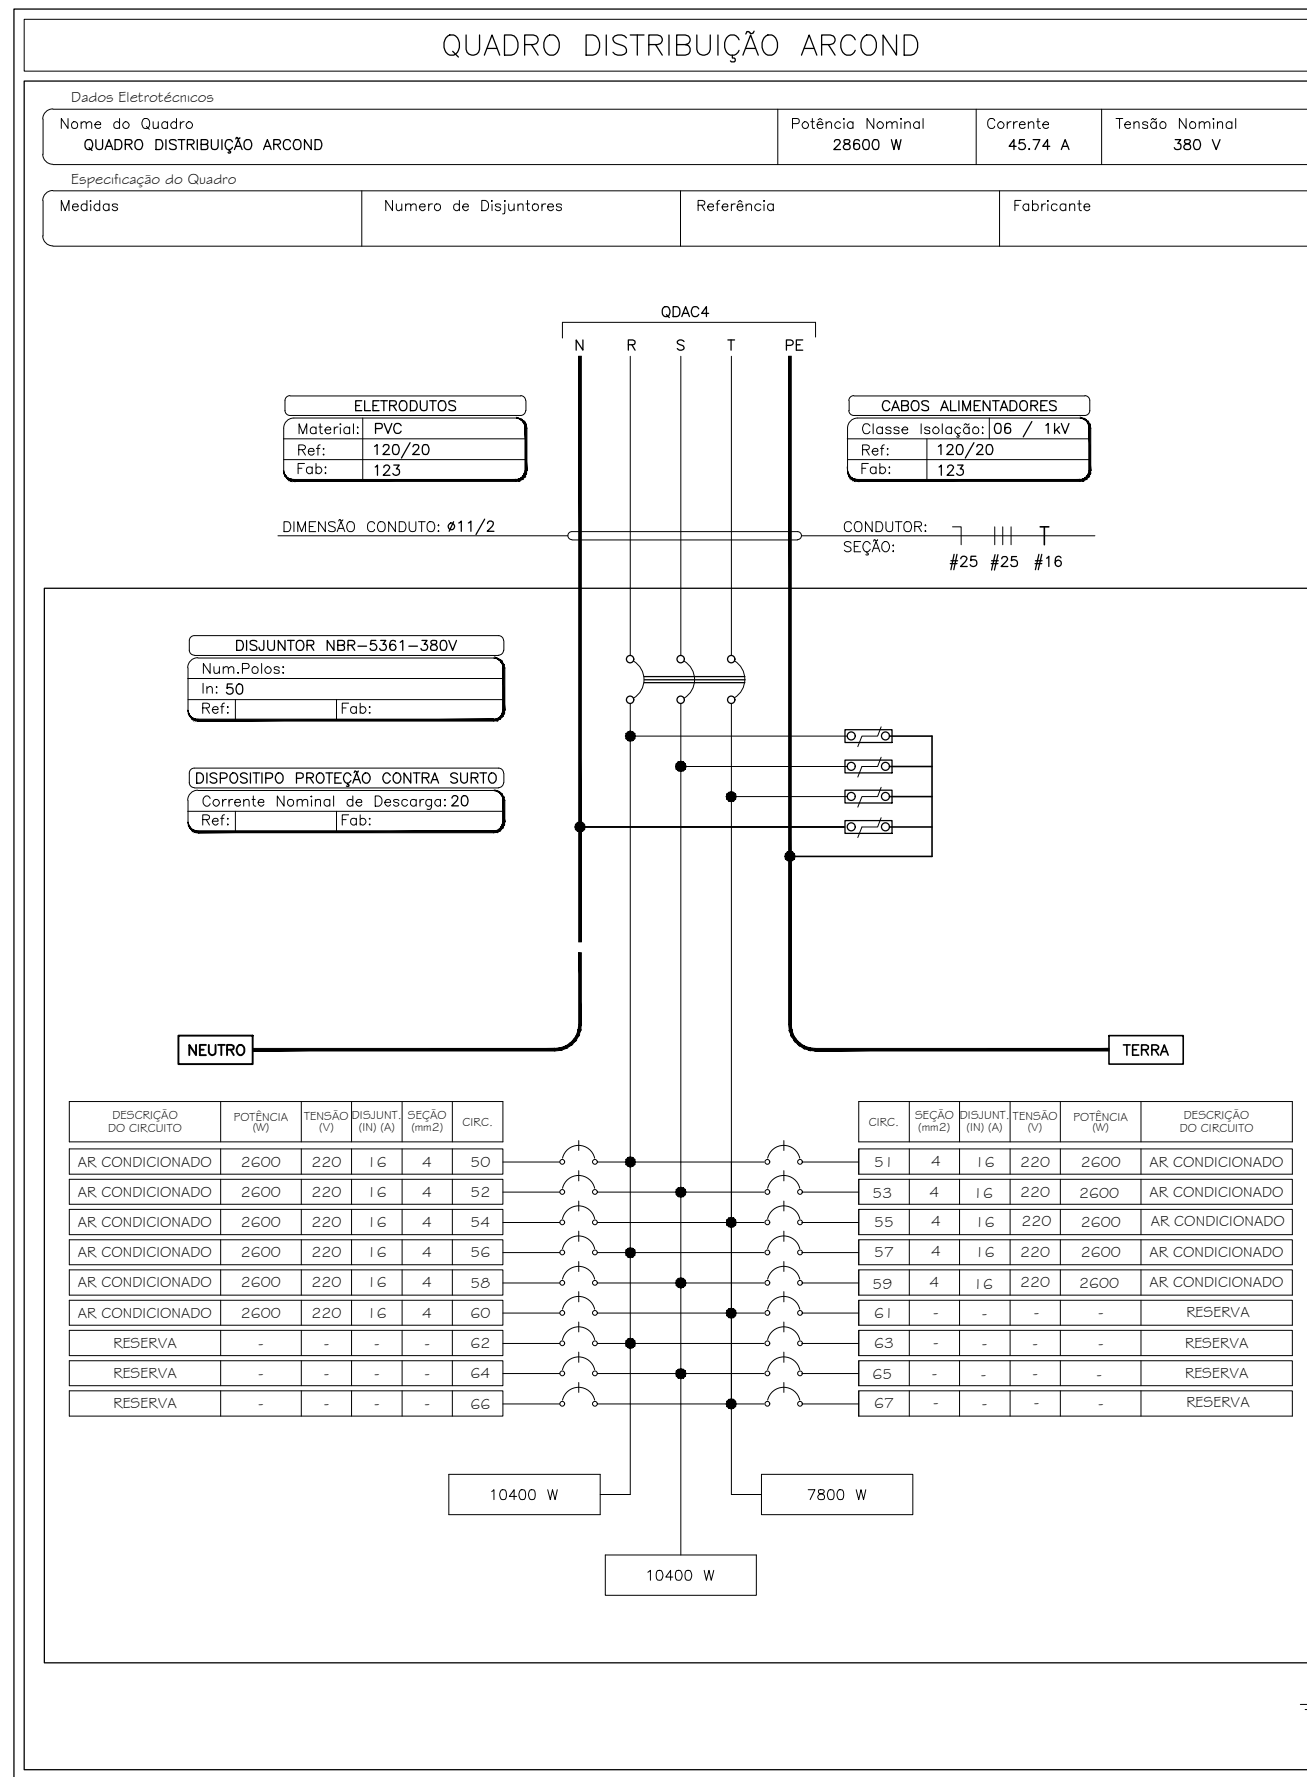 QUADRO DISTRIBUIÇÃO ARCOND
Dados Eletrotécnicos
Nome do Quadro
QUADRO DISTRIBUIÇÃO ARCOND
Potência Nominal
28600 W
Corrente
45.74 A
Tensão Nominal
380 V
Especificação do Quadro
Medidas
Numero de Disjuntores
Referência
Fabricante
QDAC4
N R S T PE
ELETRODUTOS
Material: PVC
Ref: 120/20
Fab: 123
CABOS ALIMENTADORES
Classe Isolação: 06 / 1kV
Ref: 120/20
Fab: 123
DIMENSÃO CONDUTO: ø11/2
CONDUTOR:
SEÇÃO:
#25 #25 #16
DISJUNTOR NBR-5361-380V
Num.Polos:
In: 50
Ref: Fab:
DISPOSITIPO PROTEÇÃO CONTRA SURTO
Corrente Nominal de Descarga: 20
Ref: Fab:
NEUTRO
TERRA
DESCRIÇÃO DO CIRCUITO POTÊNCIA (W) TENSÃO (V) DISJUNT. (IN) (A) SEÇÃO (mm2) CIRC.
AR CONDICIONADO 2600 220 16 4 50
AR CONDICIONADO 2600 220 16 4 52
AR CONDICIONADO 2600 220 16 4 54
AR CONDICIONADO 2600 220 16 4 56
AR CONDICIONADO 2600 220 16 4 58
AR CONDICIONADO 2600 220 16 4 60
RESERVA - - - - 62
RESERVA - - - - 64
RESERVA - - - - 66
CIRC. SEÇÃO (mm2) DISJUNT. (IN) (A) TENSÃO (V) POTÊNCIA (W) DESCRIÇÃO DO CIRCUITO
51 4 16 220 2600 AR CONDICIONADO
53 4 16 220 2600 AR CONDICIONADO
55 4 16 220 2600 AR CONDICIONADO
57 4 16 220 2600 AR CONDICIONADO
59 4 16 220 2600 AR CONDICIONADO
61 - - - - RESERVA
63 - - - - RESERVA
65 - - - - RESERVA
67 - - - - RESERVA
10400 W
7800 W
10400 W